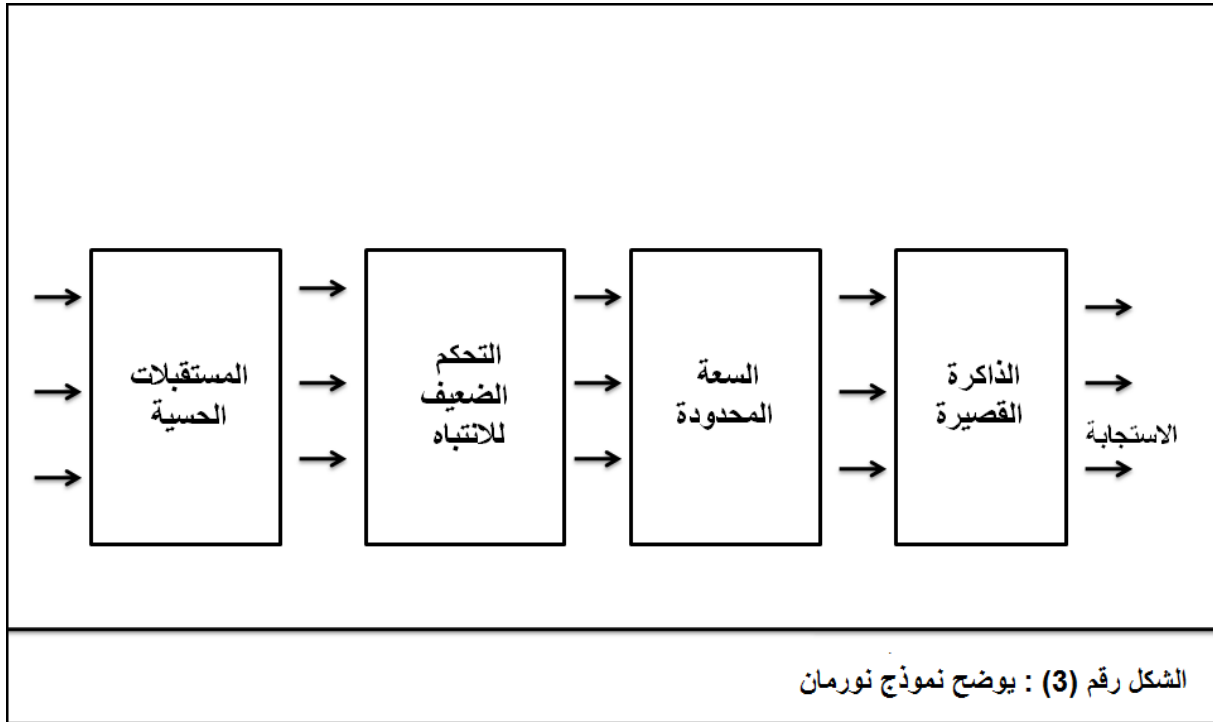 المستقبلات
الحسية
التحكم
الضعيف
للانتباه
السعة
المحدودة
الذاكرة
القصيرة
الاستجابة
الشكل رقم (3) : يوضح نموذج نورمان